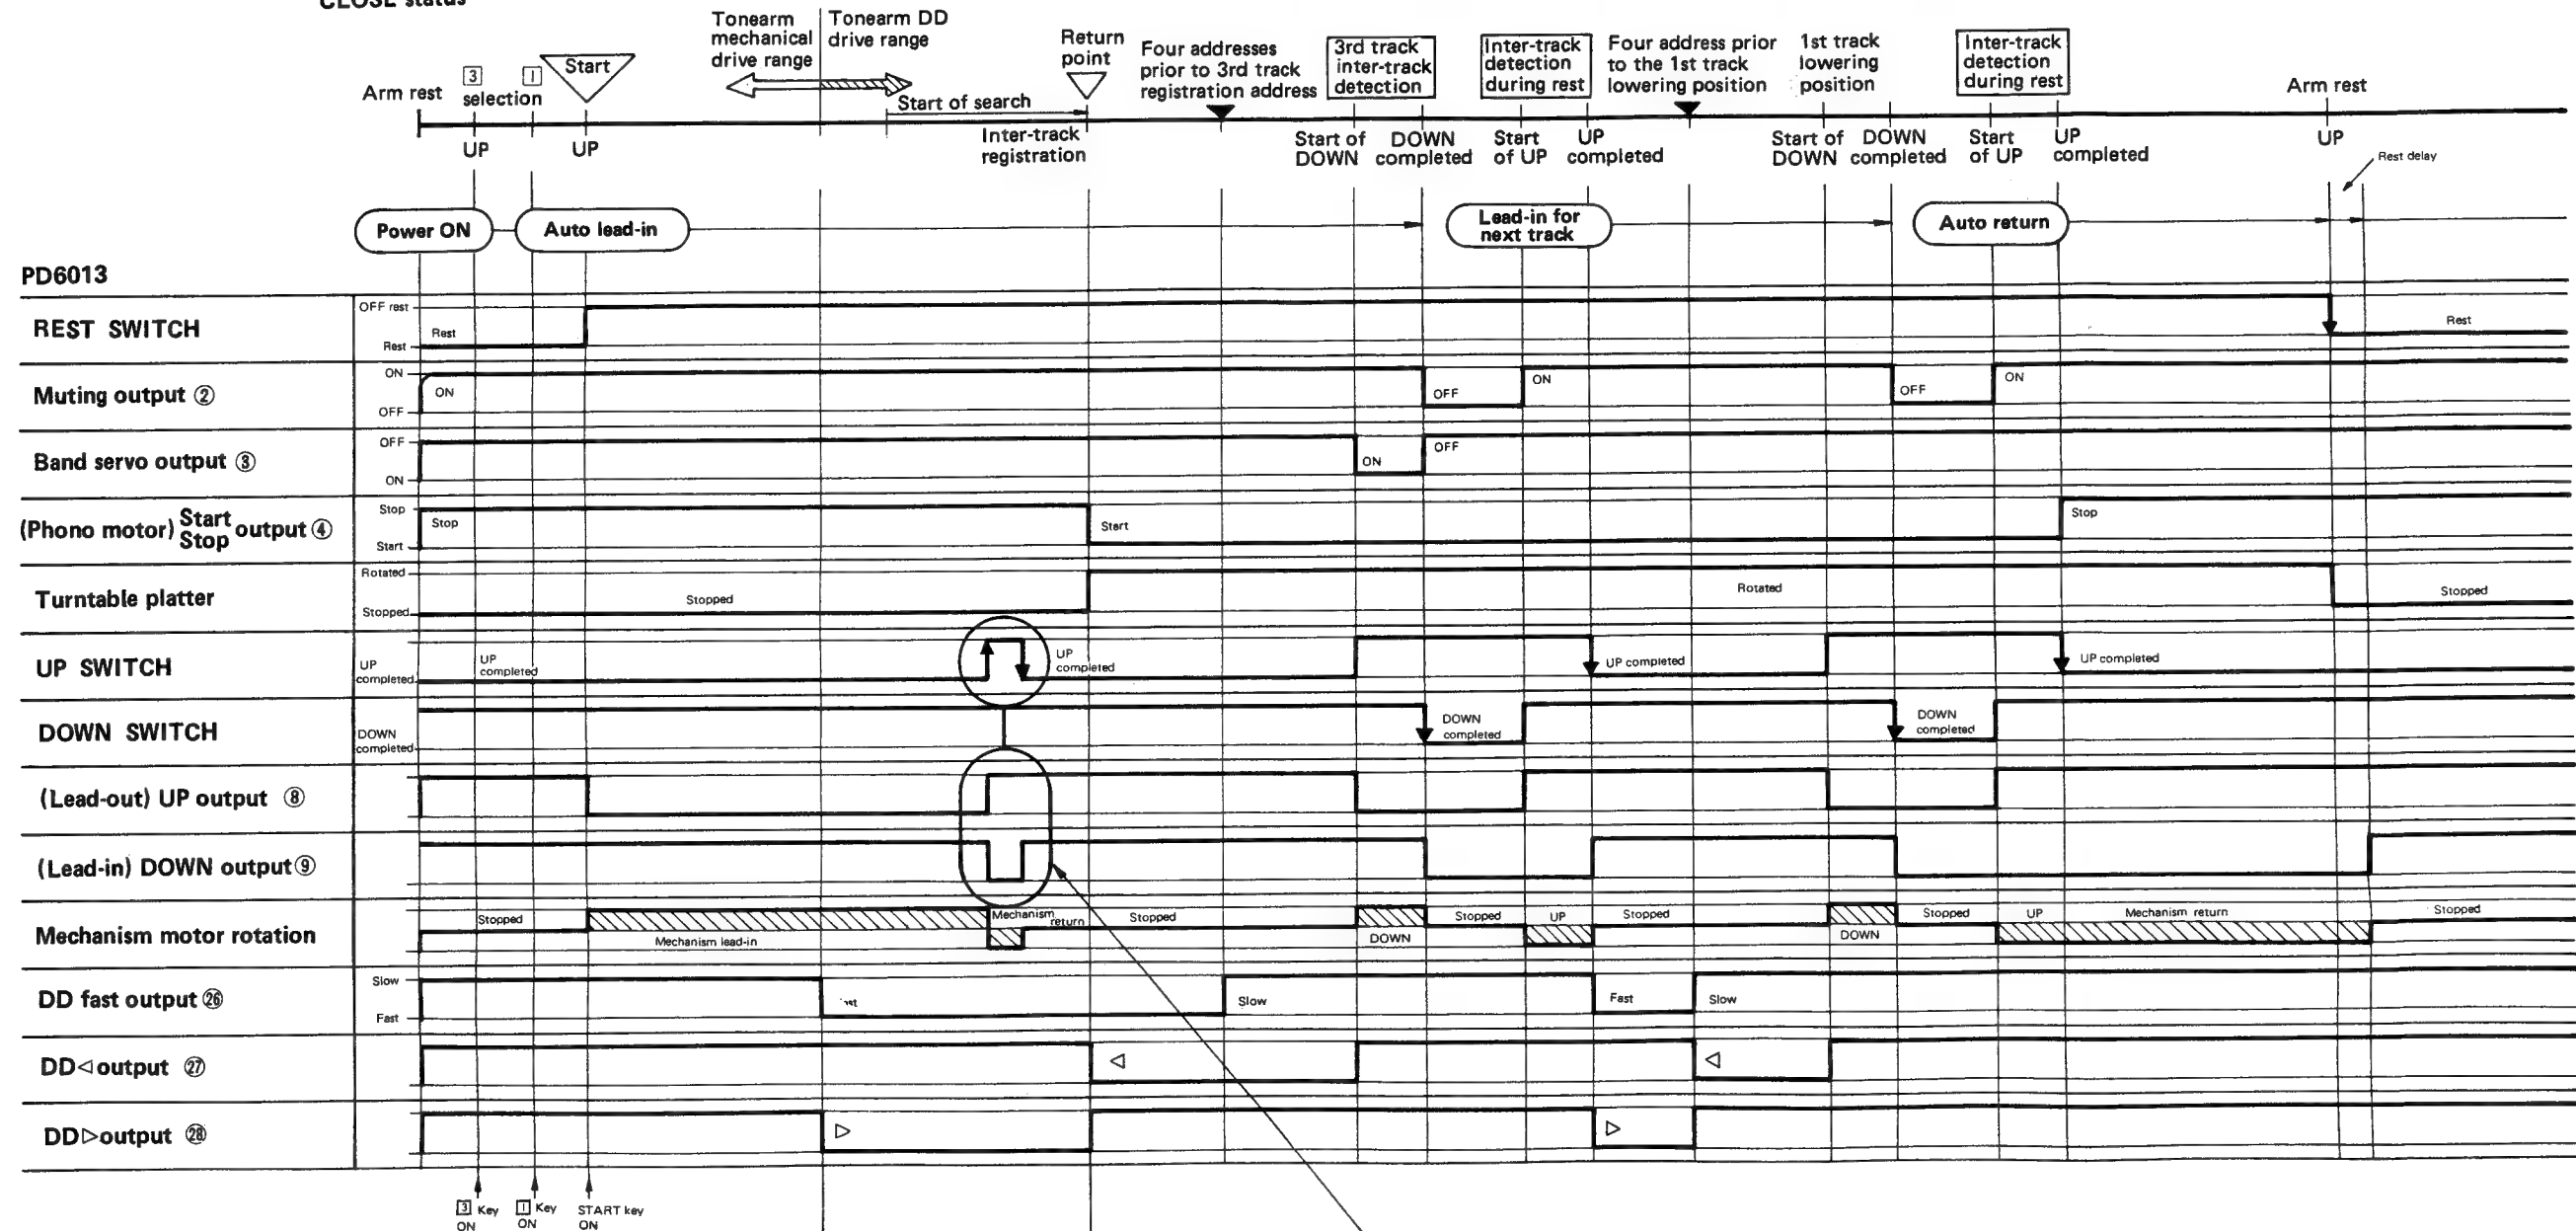 CLOSE status
Tonearm
mechanical
drive range
Tonearm DD
drive range
Arm rest
3 1
selection
Start
Start of search
Return
point
Four addresses
prior to 3rd track
registration address
3rd track
inter-track
detection
Inter-track
detection
during rest
Four address prior
to the 1st track
lowering position
1st track
lowering
position
Inter-track
detection
during rest
Arm rest
UP
UP
Inter-track
registration
Start of
DOWN
DOWN
completed
Start
of UP
UP
completed
Start of
DOWN
DOWN
completed
Start
of UP
UP
completed
UP
Rest delay
Power ON
Auto lead-in
Lead-in for
next track
Auto return
PD6013
REST SWITCH
OFF rest
Rest
Rest
Rest
Muting output ②
ON
OFF
ON
OFF
ON
OFF
ON
Band servo output ③
OFF
ON
ON
OFF
(Phono motor) Start Stop output ④
Stop
Start
Stop
Start
Stop
Turntable platter
Rotated
Stopped
Stopped
Rotated
Stopped
UP SWITCH
UP
completed
UP
completed
UP
completed
UP completed
UP completed
DOWN SWITCH
DOWN
completed
DOWN
completed
DOWN
completed
(Lead-out) UP output ⑧
(Lead-in) DOWN output ⑨
Mechanism motor rotation
Stopped
Mechanism lead-in
Mechanism
return
Stopped
DOWN
Stopped
UP
Stopped
DOWN
Stopped
UP
Mechanism return
Stopped
DD fast output ㉖
Slow
Fast
Slow
Fast
Slow
DD◁output ㉗
◁
◁
DD▷output ㉘
▷
▷
3 Key
ON
1 Key
ON
START key
ON